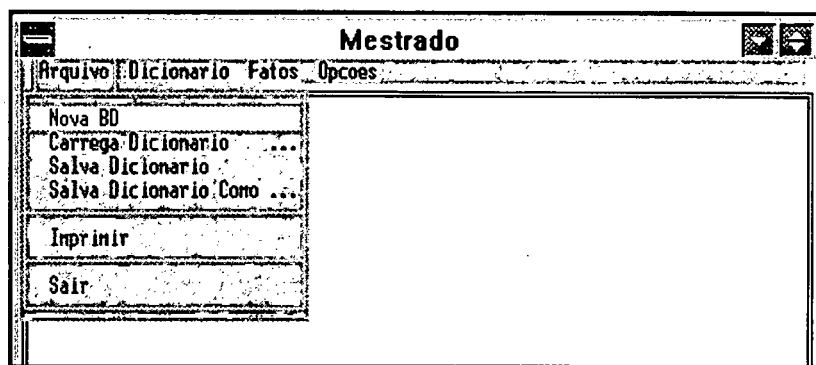 Mestrado
Arquivo Dicionario Fatos Opcoes
Nova BD
Carrega Dicionario ...
Salva Dicionario
Salva Dicionario Como ...
Imprimir
Sair